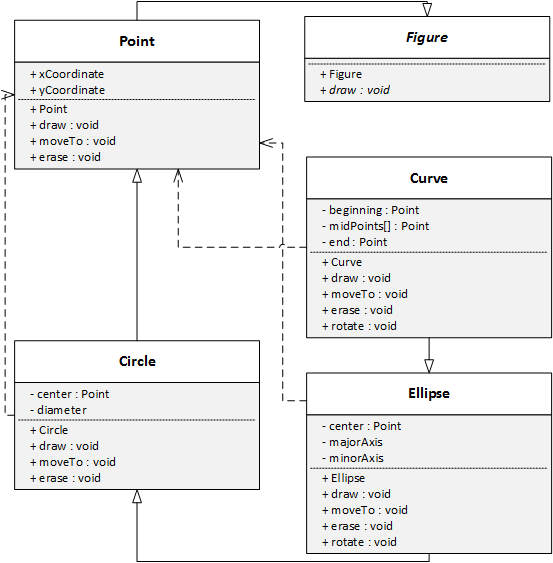 Point
+ xCoordinate
+ yCoordinate
+ Point
+ draw : void
+ moveTo : void
+ erase : void
Figure
+ Figure
+ draw : void
Curve
- beginning : Point
- midPoints[] : Point
- end : Point
+ Curve
+ draw : void
+ moveTo : void
+ erase : void
+ rotate : void
Circle
- center : Point
- diameter
+ Circle
+ draw : void
+ moveTo : void
+ erase : void
Ellipse
- center : Point
- majorAxis
- minorAxis
+ Ellipse
+ draw : void
+ moveTo : void
+ erase : void
+ rotate : void